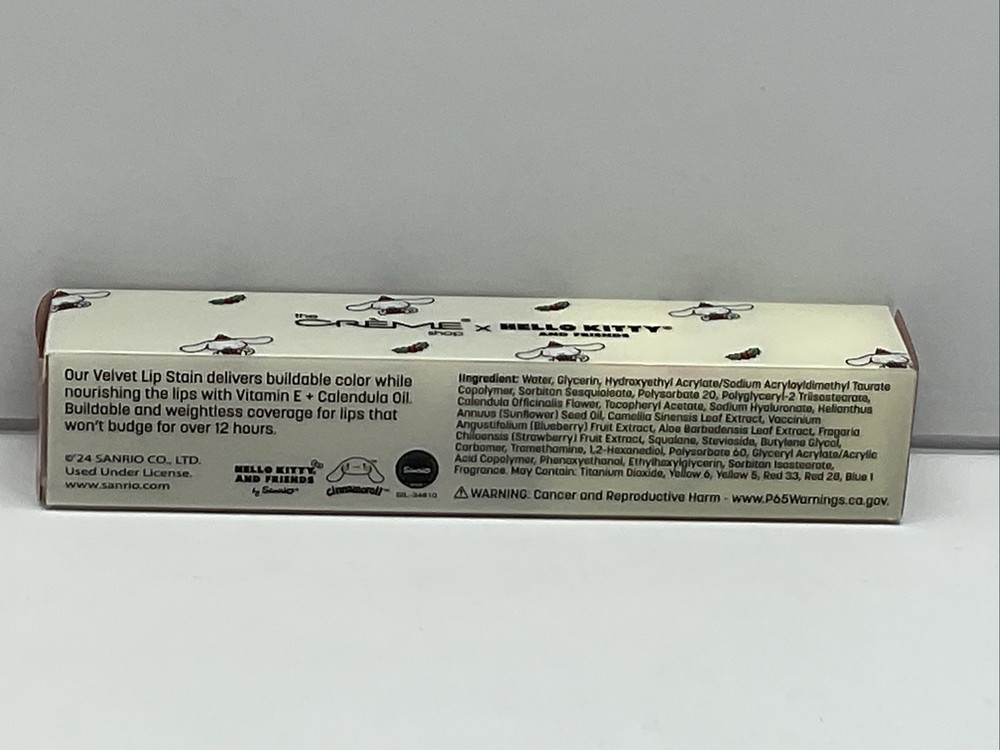 the
CRÈME®
shop
x
HELLO KITTY®
AND FRIENDS
Our Velvet Lip Stain delivers buildable color while
nourishing the lips with Vitamin E + Calendula Oil.
Buildable and weightless coverage for lips that
won't budge for over 12 hours.
©'24 SANRIO CO., LTD.
Used Under License.
www.sanrio.com
HELLO KITTY
AND FRIENDS
by Sanrio®
cinnamoroll™
Sanrio
Ingredient: Water, Glycerin, Hydroxyethyl Acrylate/Sodium Acryloyldimethyl Taurate
Copolymer, Sorbitan Sesquioleate, Polysorbate 20, Polyglyceryl-2 Triisostearate,
Calendula Officinalis Flower, Tocopheryl Acetate, Sodium Hyaluronate, Helianthus
Annuus (Sunflower) Seed Oil, Camellia Sinensis Leaf Extract, Vaccinium
Angustifolium (Blueberry) Fruit Extract, Aloe Barbadensis Leaf Extract, Fragaria
Chiloensis (Strawberry) Fruit Extract, Squalane, Stevioside, Butylene Glycol,
Carbomer, Tromethamine, 1,2-Hexanediol, Polysorbate 60, Glyceryl Acrylate/Acrylic
Acid Copolymer, Phenoxyethanol, Ethylhexylglycerin, Sorbitan Isostearate,
Fragrance. May Contain: Titanium Dioxide, Yellow 6, Yellow 5, Red 33, Red 28, Blue 1
⚠ WARNING: Cancer and Reproductive Harm - www.P65Warnings.ca.gov.